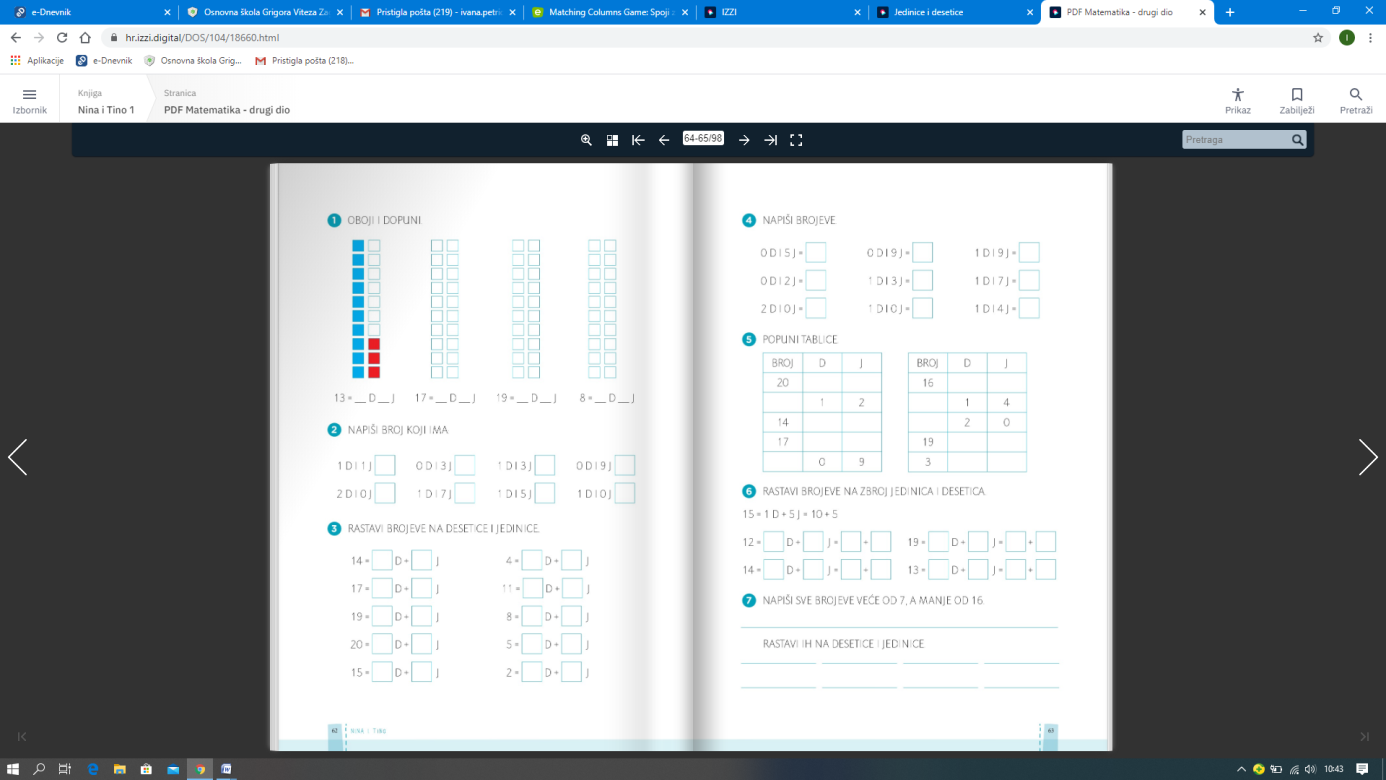 e-Dnevnik
Osnovna škola Grigora Viteza Za
Pristigla pošta (219) - ivana.petri
Matching Columns Game: Spoji z
IZZI
Jedinice i desetice
PDF Matematika - drugi dio
hr.izzi.digital/DOS/104/18660.html
Aplikacije
e-Dnevnik
Osnovna škola Grig...
Pristigla pošta (218)...
Izbornik
Knjiga
Nina i Tino 1
Stranica
PDF Matematika - drugi dio
Prikaz
Zabilježi
Pretraži
64-65/98
Pretraga
1 OBOJI I DOPUNI.
13 = __ D __ J 17 = __ D __ J 19 = __ D __ J 8 = __ D __ J
2 NAPIŠI BROJ KOJI IMA
1 D I 1 J 0 D I 3 J 1 D I 3 J 0 D I 9 J
2 D I 0 J 1 D I 7 J 1 D I 5 J 1 D I 0 J
3 RASTAVI BROJEVE NA DESETICE I JEDINICE.
14 = D + J 4 = D + J
17 = D + J 11 = D + J
19 = D + J 8 = D + J
20 = D + J 5 = D + J
15 = D + J 2 = D + J
62 NINA I TINO
4 NAPIŠI BROJEVE.
0 D I 5 J = 0 D I 9 J = 1 D I 9 J =
0 D I 2 J = 1 D I 3 J = 1 D I 7 J =
2 D I 0 J = 1 D I 0 J = 1 D I 4 J =
5 POPUNI TABLICE.
BROJ D J BROJ D J
20 16
1 2 1 4
14 2 0
17 19
0 9 3
6 RASTAVI BROJEVE NA ZBROJ JEDINICA I DESETICA.
15 = 1 D + 5 J = 10 + 5
12 = D + J = + 19 = D + J = +
14 = D + J = + 13 = D + J = +
7 NAPIŠI SVE BROJEVE VEĆE OD 7, A MANJE OD 16.
RASTAVI IH NA DESETICE I JEDINICE.
63
10:43